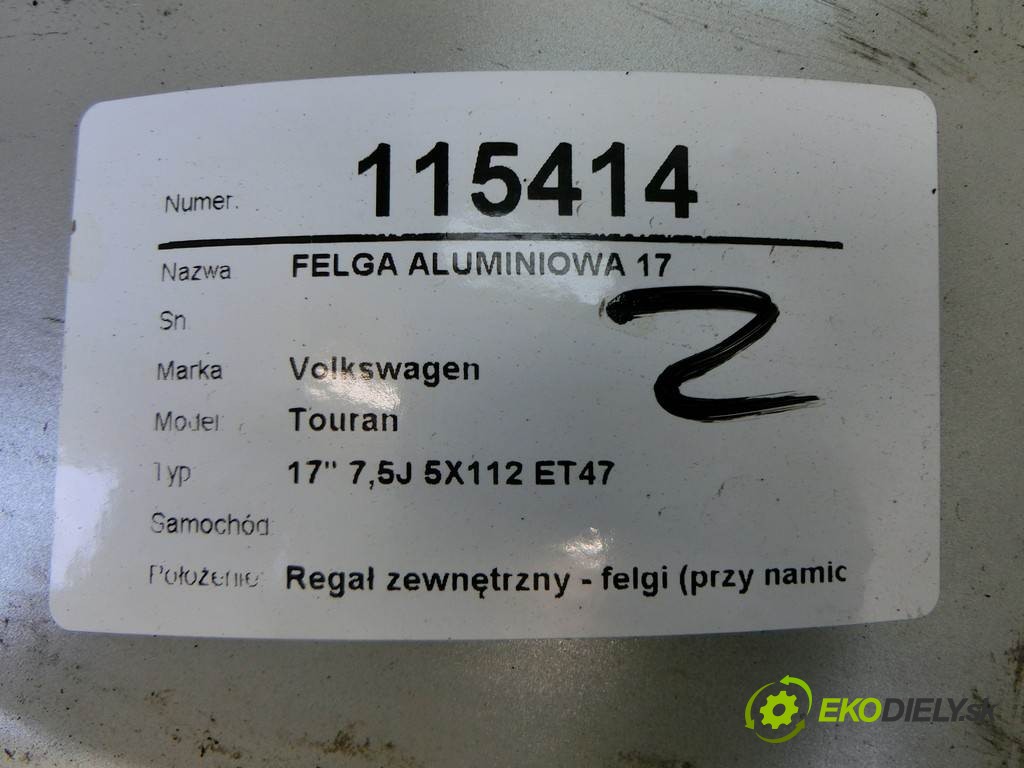 Numer: 115414
Nazwa FELGA ALUMINIOWA 17
Sn
2
Marka Volkswagen
Model Touran
Typ 17" 7,5J 5X112 ET47
Samochód
Położenie: Regał zewnętrzny - felgi (przy namic
EKODIELY.sk